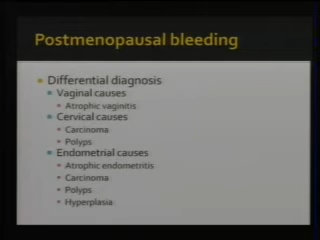 Postmenopausal bleeding
Differential diagnosis
Vaginal causes
Atrophic vaginitis
Cervical causes
Carcinoma
Polyps
Endometrial causes
Atrophic endometritis
Carcinoma
Polyps
Hyperplasia